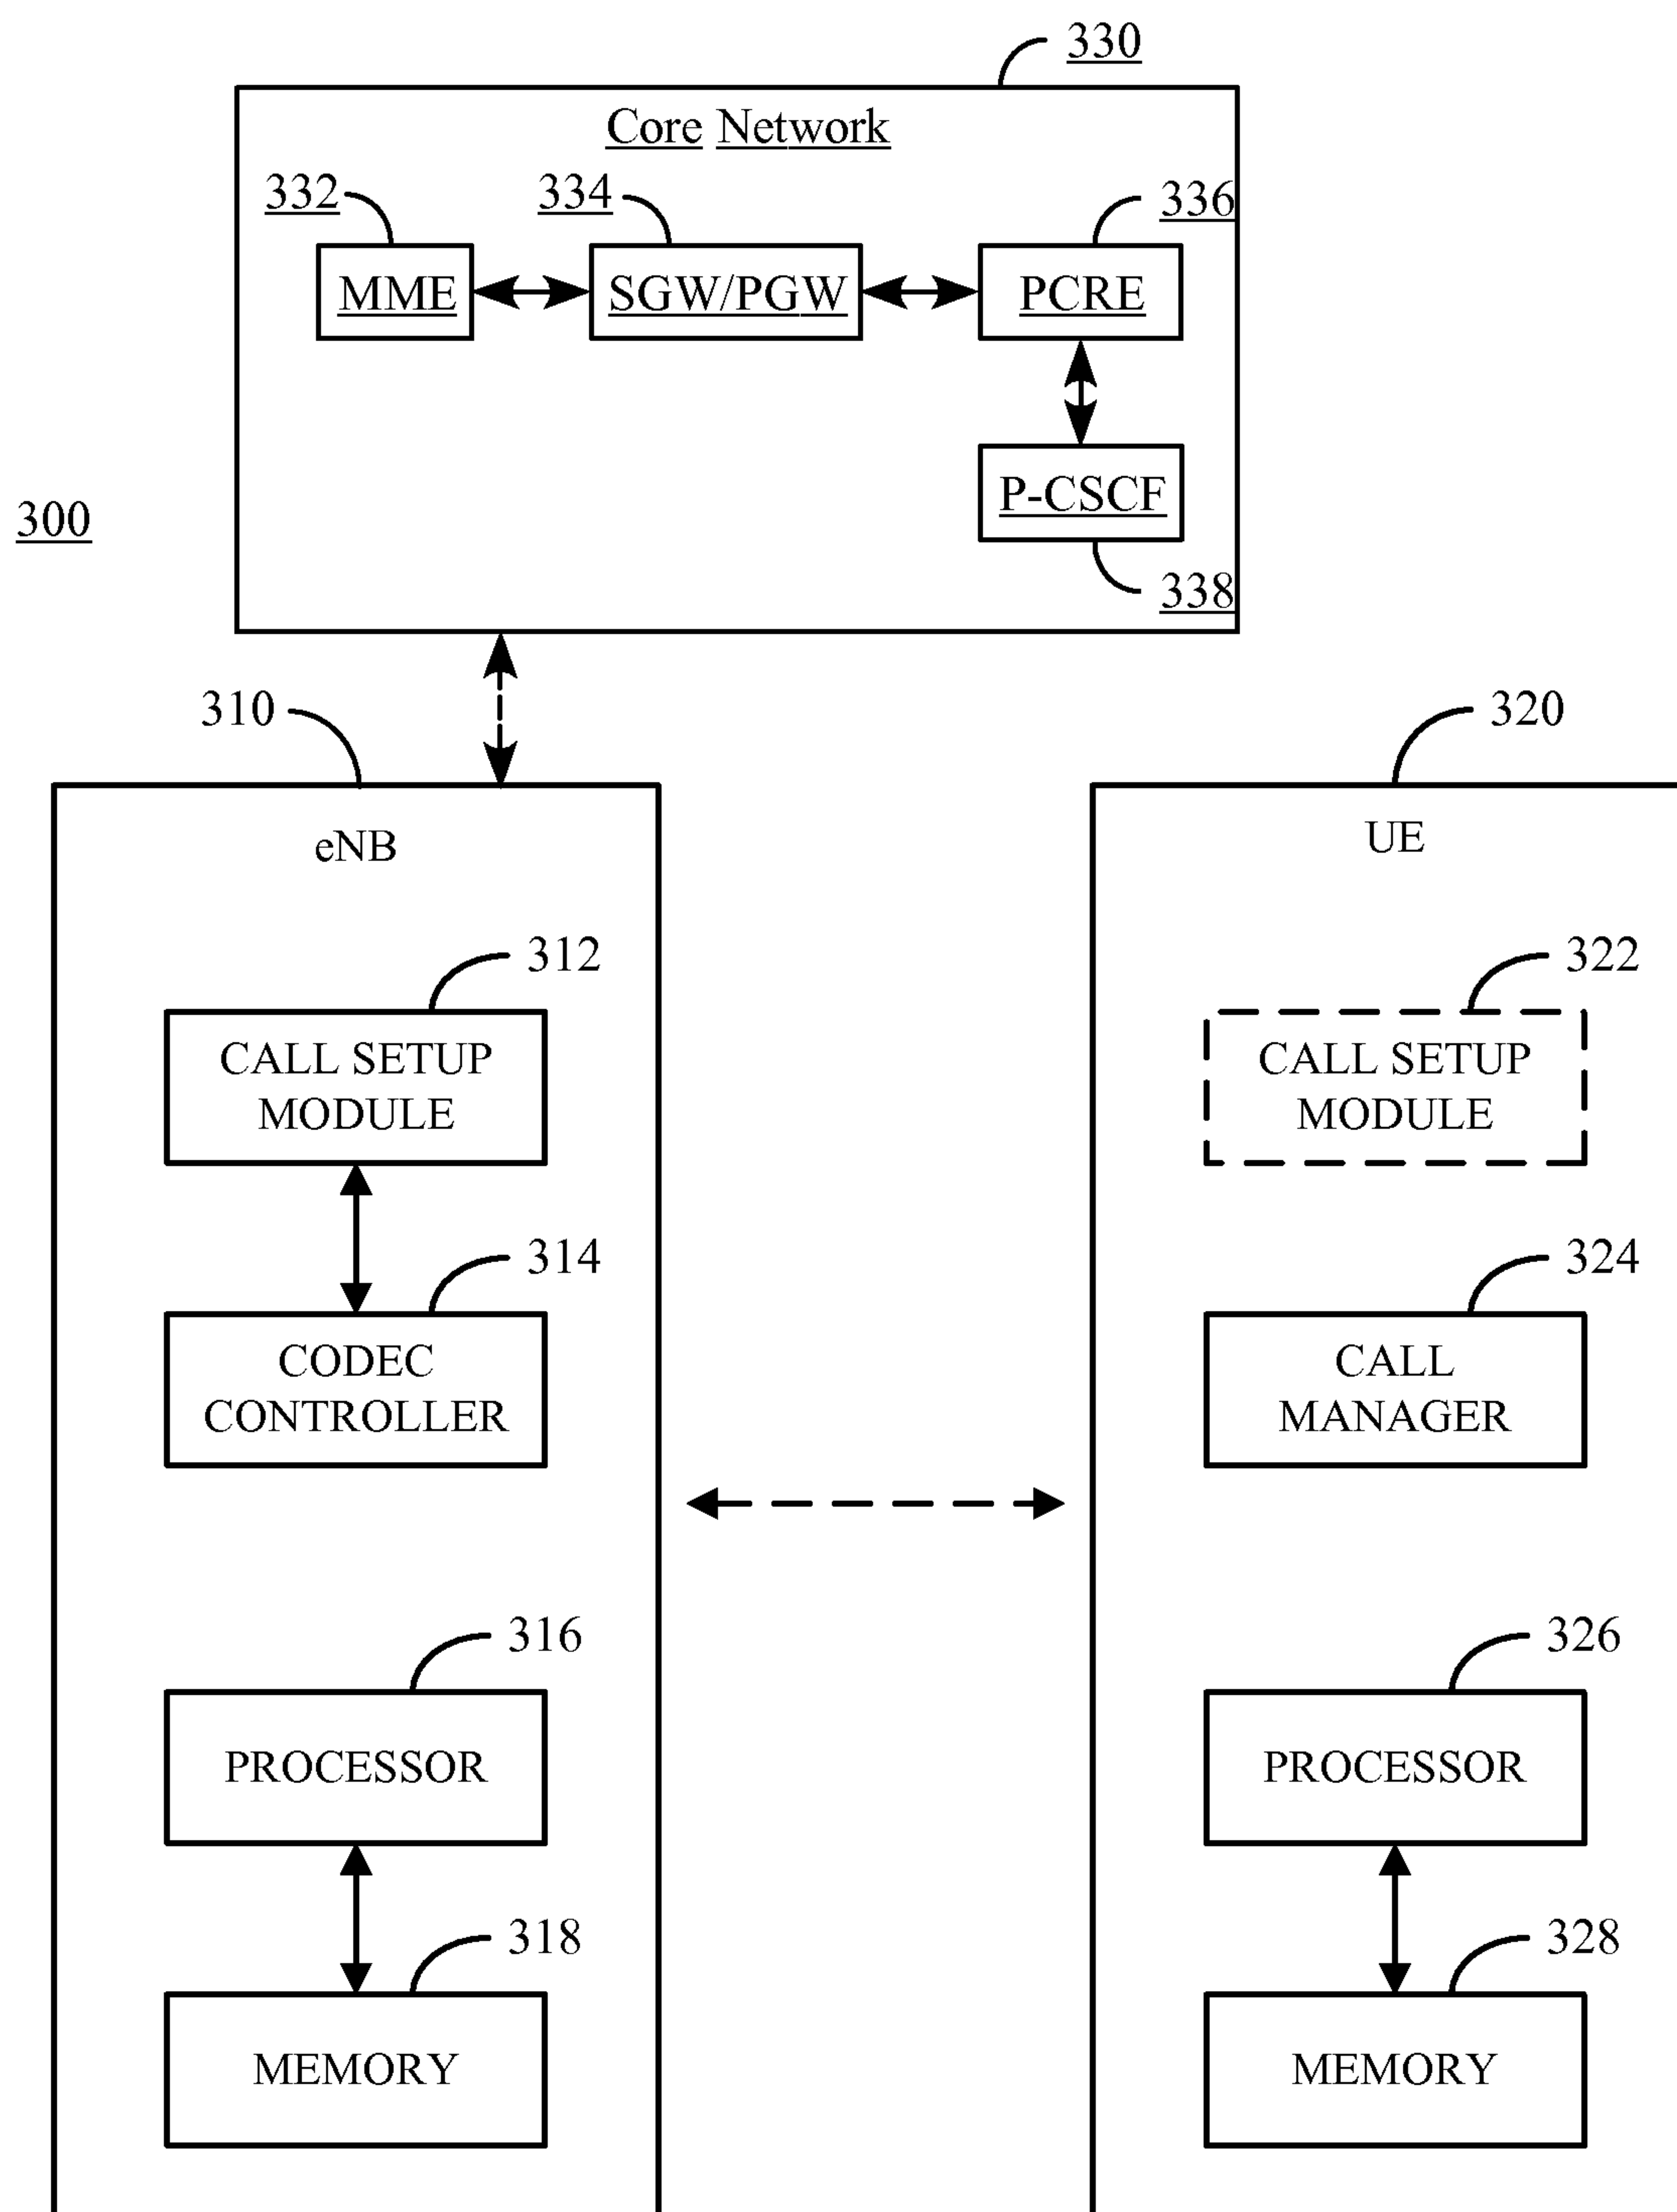 330
Core Network
332
334
336
MME
SGW/PGW
PCRE
P-CSCF
338
300
310
320
eNB
UE
312
322
CALL SETUP
MODULE
CALL SETUP
MODULE
314
324
CODEC
CONTROLLER
CALL
MANAGER
316
326
PROCESSOR
PROCESSOR
318
328
MEMORY
MEMORY